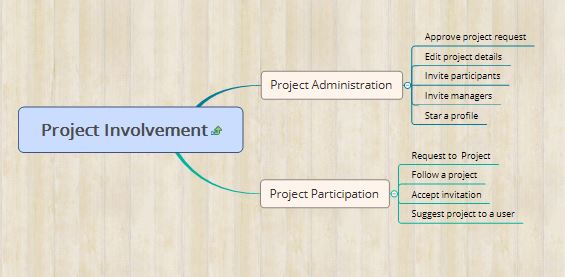 Project Involvement
Project Administration
Approve project request
Edit project details
Invite participants
Invite managers
Star a profile
Project Participation
Request to Project
Follow a project
Accept invitation
Suggest project to a user